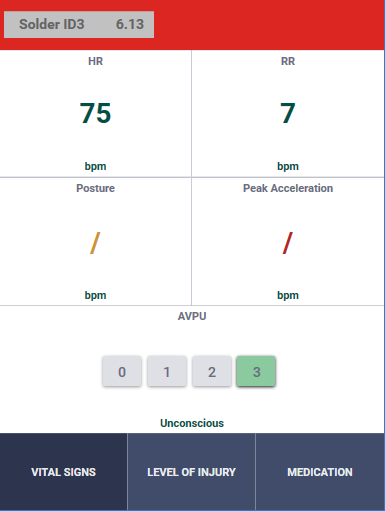 Solder ID3 6.13
HR RR
75 7
bpm bpm
Posture Peak Acceleration
/ /
bpm bpm
AVPU
0 1 2 3
Unconscious
VITAL SIGNS LEVEL OF INJURY MEDICATION